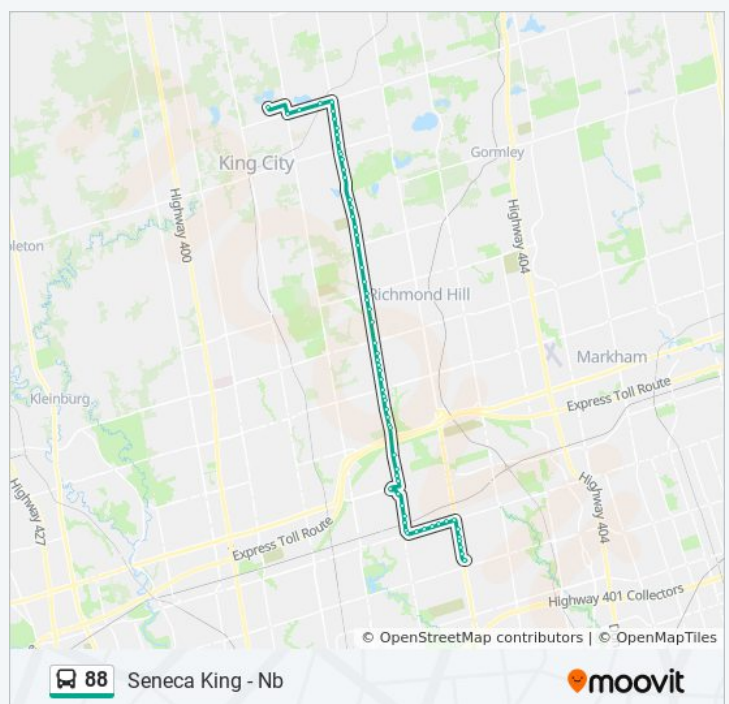 King City
Gormley
Highway 400
Highway 404
pleton
Richmond Hill
Markham
Kleinburg
Express Toll Route
Highway 427
Highway 404
Express Toll Route
Highway 401 Collectors
D
© OpenStreetMap contributors | © OpenMapTiles
88 Seneca King - Nb
moovit